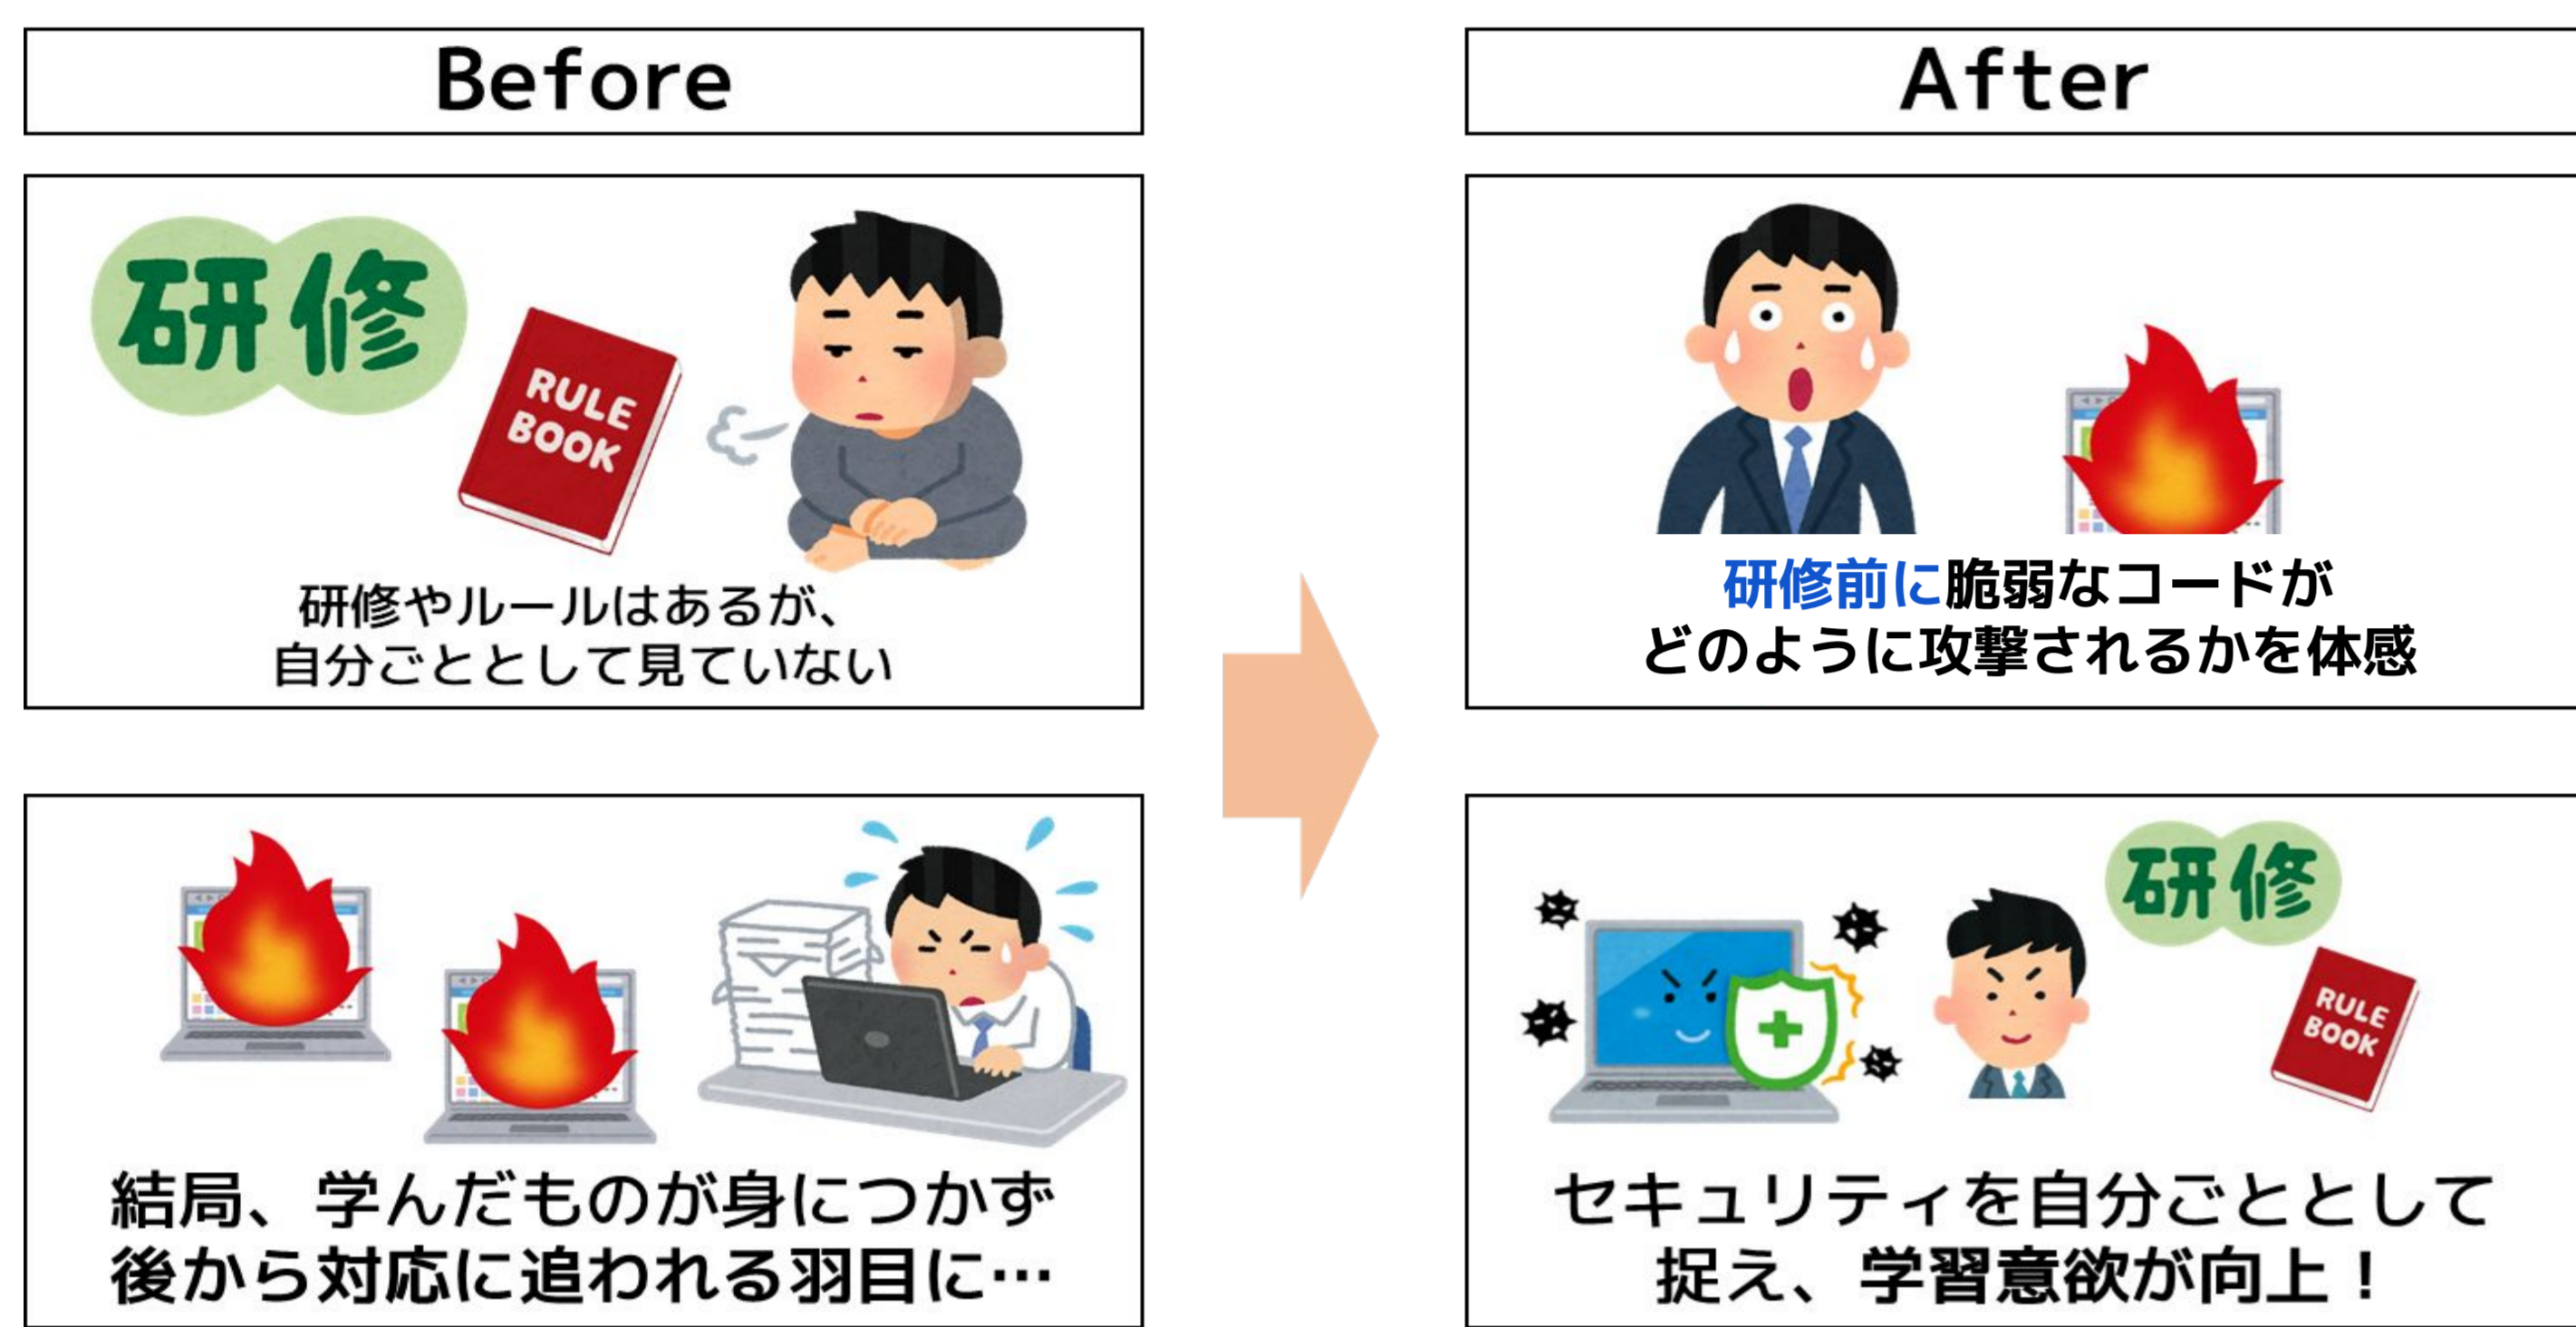 Before
研修
RULE
BOOK
研修やルールはあるが、
自分ごととして見ていない
結局、学んだものが身につかず
後から対応に追われる羽目に…
After
研修前に脆弱なコードが
どのように攻撃されるかを体感
研修
RULE
BOOK
セキュリティを自分ごととして
捉え、学習意欲が向上！